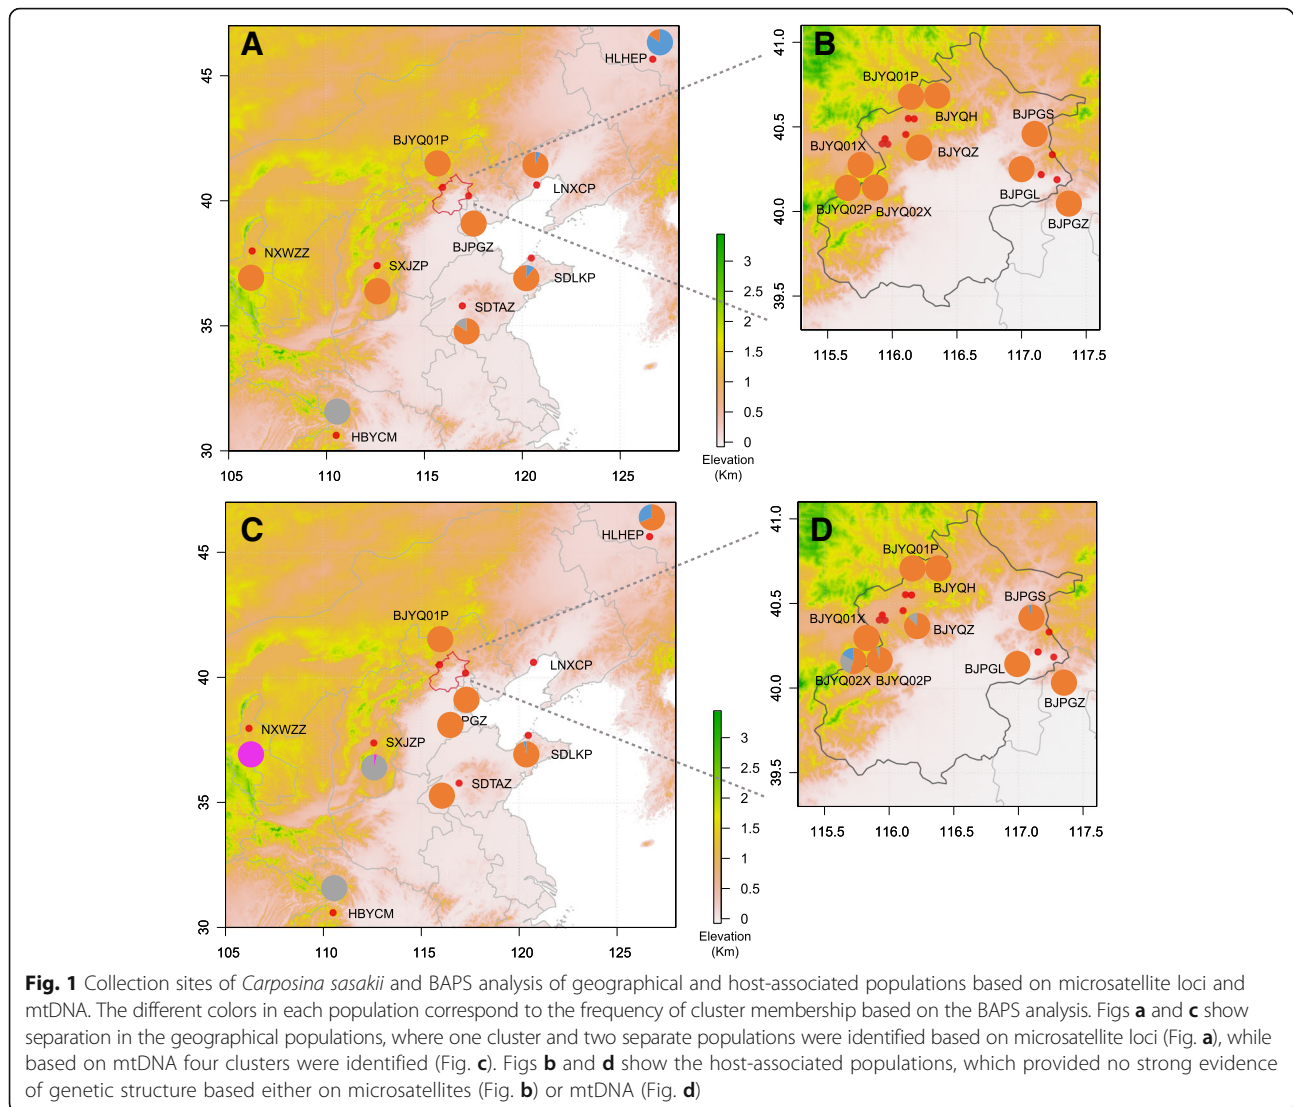 A
HLHEP
45
BJYQ01P
LNXCP
40
BJPGZ
NXWZZ
SXJZP
SDLKP
SDTAZ
35
HBYCM
30
105 110 115 120 125
3
2.5
2
1.5
1
0.5
0
Elevation
(Km)
B
41.0
BJYQ01P
BJYQH
BJPGS
40.5
BJYQ01X
BJYQZ
BJPGL
BJYQ02P BJYQ02X
BJPGZ
40.0
39.5
115.5 116.0 116.5 117.0 117.5
C
HLHEP
45
BJYQ01P
LNXCP
40
PGZ
NXWZZ
SXJZP
SDLKP
SDTAZ
35
HBYCM
30
105 110 115 120 125
3
2.5
2
1.5
1
0.5
0
Elevation
(Km)
D
41.0
BJYQ01P
BJYQH
BJPGS
40.5
BJYQ01X
BJYQZ
BJPGL
BJYQ02X BJYQ02P
BJPGZ
40.0
39.5
115.5 116.0 116.5 117.0 117.5
Fig. 1 Collection sites of Carposina sasakii and BAPS analysis of geographical and host-associated populations based on microsatellite loci and
mtDNA. The different colors in each population correspond to the frequency of cluster membership based on the BAPS analysis. Figs a and c show
separation in the geographical populations, where one cluster and two separate populations were identified based on microsatellite loci (Fig. a), while
based on mtDNA four clusters were identified (Fig. c). Figs b and d show the host-associated populations, which provided no strong evidence
of genetic structure based either on microsatellites (Fig. b) or mtDNA (Fig. d)